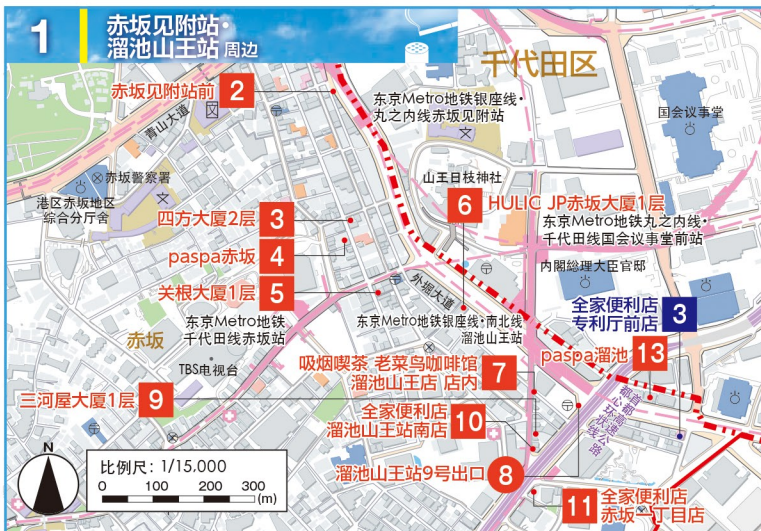 1
赤坂见附站・
溜池山王站 周边
千代田区
赤坂见附站前 2
东京Metro地铁银座线・
丸之内线赤坂见附站
国会议事堂
青山大道
赤坂警察署
港区赤坂地区
综合分厅舍
山王日枝神社
6 HULIC JP赤坂大厦1层
四方大厦2层 3
paspa赤坂 4
关根大厦1层 5
东京Metro地铁丸之内线・
千代田线国会议事堂前站
内閣総理大臣官邸
外堀大道
全家便利店
专利厅前店 3
赤坂
东京Metro地铁
千代田线赤坂站
东京Metro地铁银座线・南北线
溜池山王站
TBS电视台
吸烟喫茶 老菜鸟咖啡馆
溜池山王店 店内 7
paspa溜池 13
三河屋大厦1层 9
全家便利店
溜池山王站南店 10
首都高速公路
都心环状线
溜池山王站9号出口 8
11 全家便利店
赤坂一丁目店
N
比例尺：1/15.000
0 100 200 300
(m)